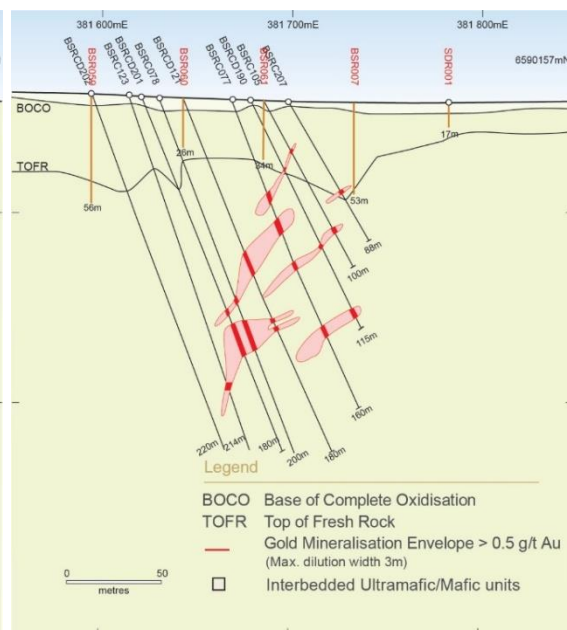 381 600mE
381 700mE
381 800mE
6590157mN
BSRCD202
BSR059
BSRC123
BSRCD201
BSRC078
BSRCD121
BSR060
BSRC077
BSRCD190
BSRC105
BSR061
BSRC207
BSR007
SDR001
BOCO
TOFR
17m
26m
34m
53m
56m
88m
100m
115m
160m
220m
214m
180m
200m
180m
Legend
BOCO Base of Complete Oxidisation
TOFR Top of Fresh Rock
Gold Mineralisation Envelope > 0.5 g/t Au
(Max. dilution width 3m)
Interbedded Ultramafic/Mafic units
0 50
metres